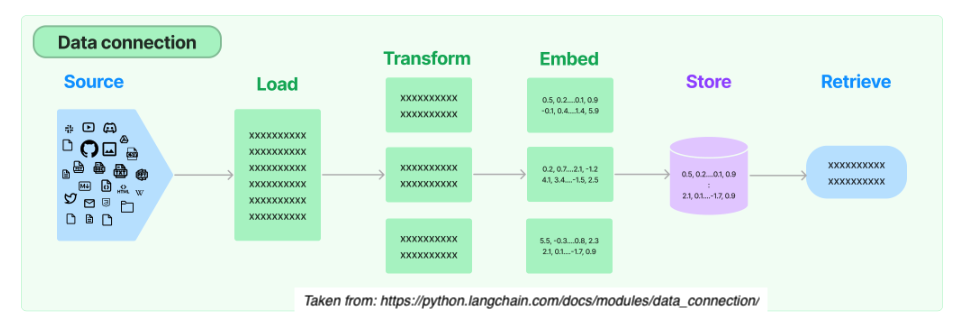 Data connection
Source
Load
Transform
Embed
Store
Retrieve
XXXXXXXXXX
XXXXXXXXXX
XXXXXXXXXX
XXXXXXXXXX
XXXXXXXXXX
XXXXXXXXXX
XXXXXXXXXX
XXXXXXXXXX
XXXXXXXXXX
XXXXXXXXXX
XXXXXXXXXX
XXXXXXXXXX
0.5, 0.2....0.1, 0.9
-0.1, 0.4....1.4, 5.9
0.2, 0.7....2.1, -1.2
4.1, 3.4....-1.5, 2.5
5.5, -0.3....0.8, 2.3
2.1, 0.1....-1.7, 0.9
0.5, 0.2....0.1, 0.9
:
2.1, 0.1....-1.7, 0.9
XXXXXXXXXX
XXXXXXXXXX
HTML
W
Taken from: https://python.langchain.com/docs/modules/data_connection/